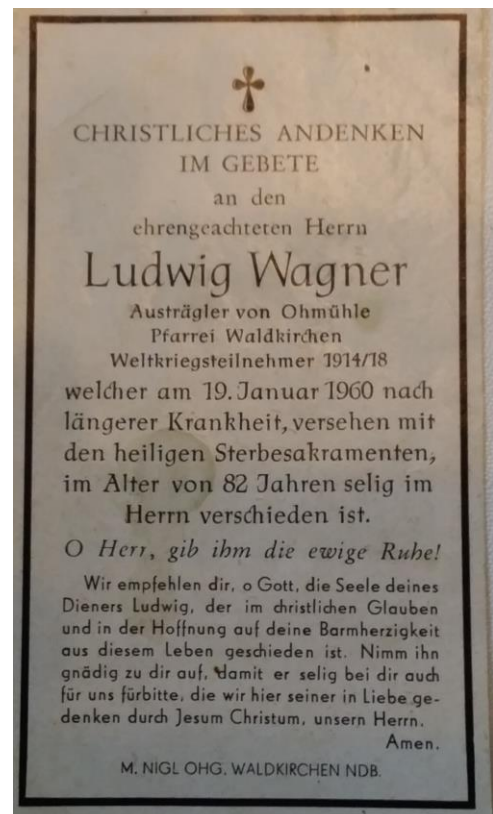 CHRISTLICHES ANDENKEN
IM GEBETE
an den
ehrengeachteten Herrn
Ludwig Wagner
Austrägler von Ohmühle
Pfarrei Waldkirchen
Weltkriegsteilnehmer 1914/18
welcher am 19. Januar 1960 nach
längerer Krankheit, versehen mit
den heiligen Sterbesakramenten,
im Alter von 82 Jahren selig im
Herrn verschieden ist.
O Herr, gib ihm die ewige Ruhe!
Wir empfehlen dir, o Gott, die Seele deines
Dieners Ludwig, der im christlichen Glauben
und in der Hoffnung auf deine Barmherzigkeit
aus diesem Leben geschieden ist. Nimm ihn
gnädig zu dir auf, damit er selig bei dir auch
für uns fürbitte, die wir hier seiner in Liebe ge-
denken durch Jesum Christum, unsern Herrn.
Amen.
M. NIGL OHG. WALDKIRCHEN NDB.